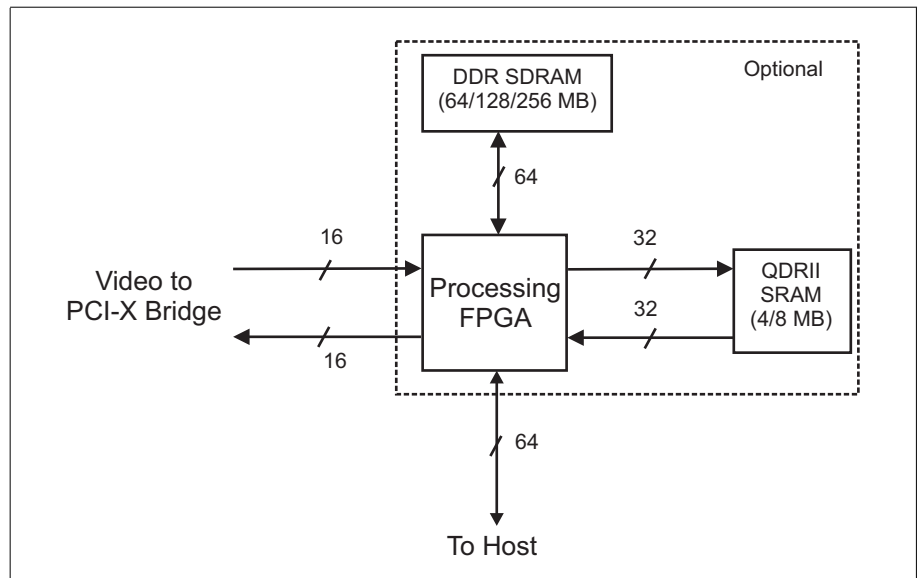 DDR SDRAM
(64/128/256 MB)
Optional
64
16
32
Video to
PCI-X Bridge
Processing
FPGA
QDRII
SRAM
(4/8 MB)
32
16
64
To Host